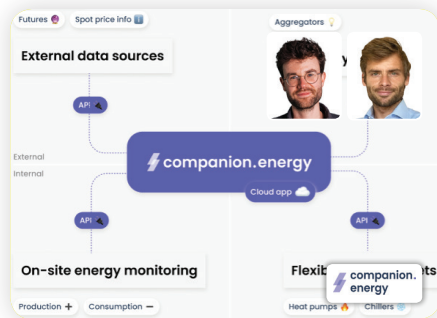 Futures
Spot price info
Aggregators
External data sources
API
External
Internal
companion.energy
Cloud app
API
API
On-site energy monitoring
companion.
energy
Production
Consumption
Heat pumps
Chillers